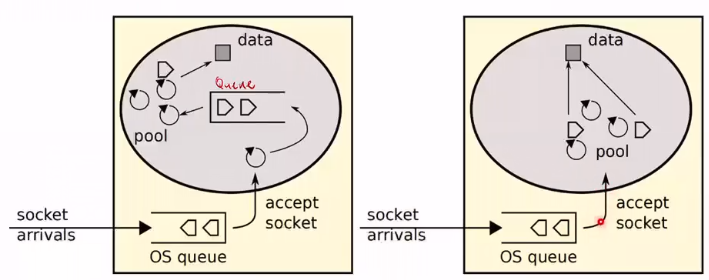 data
Queue
pool
accept
socket
socket
arrivals
OS queue
data
pool
accept
socket
socket
arrivals
OS queue